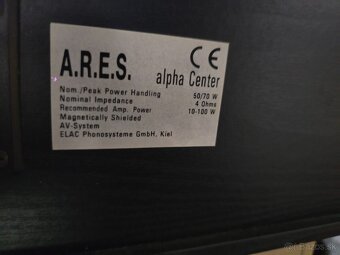 A.R.E.S. CE
alpha Center
Nom./Peak Power Handling 50/70 W
Nominal Impedance 4 Ohms
Recommended Amp. Power 10-100 W
Magnetically Shielded
AV-System
ELAC Phonosysteme GmbH, Kiel